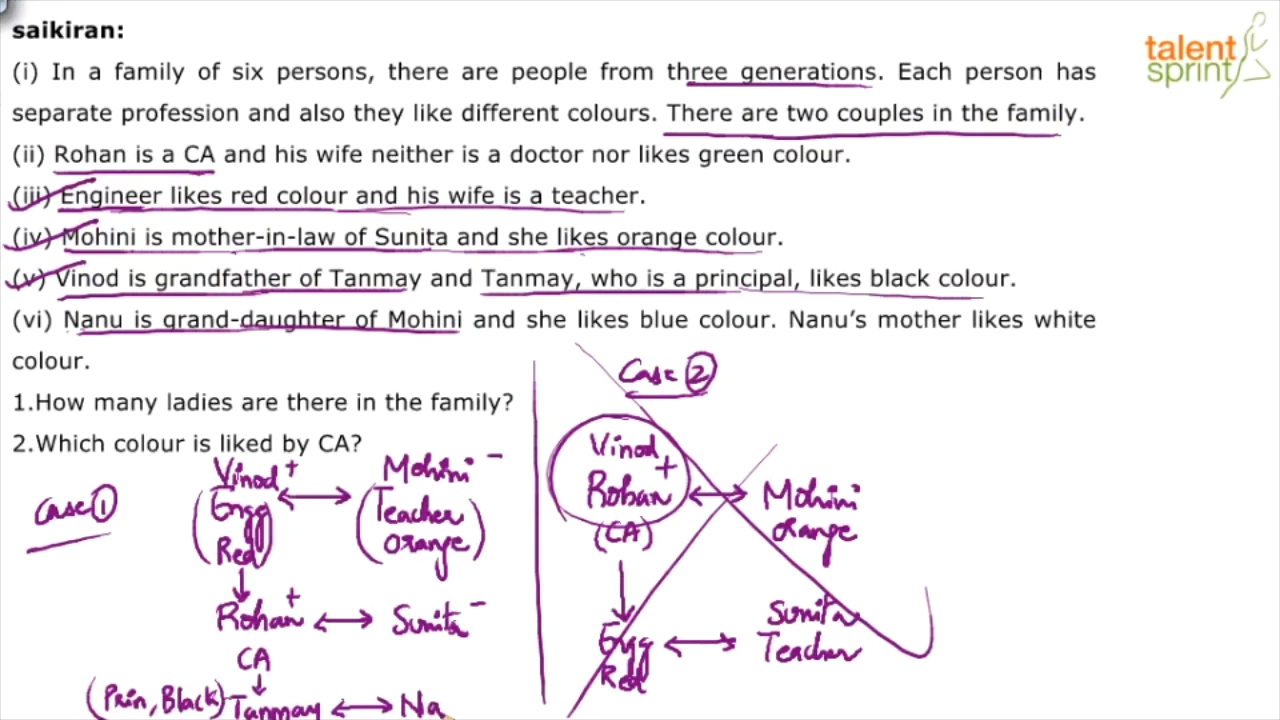 saikiran:
talent
sprint
(i) In a family of six persons, there are people from three generations. Each person has
separate profession and also they like different colours. There are two couples in the family.
(ii) Rohan is a CA and his wife neither is a doctor nor likes green colour.
(iii) Engineer likes red colour and his wife is a teacher.
(iv) Mohini is mother-in-law of Sunita and she likes orange colour.
(v) Vinod is grandfather of Tanmay and Tanmay, who is a principal, likes black colour.
(vi) Nanu is grand-daughter of Mohini and she likes blue colour. Nanu's mother likes white
colour.
1.How many ladies are there in the family?
2.Which colour is liked by CA?
Case ①
Vinod + ↔ Mohini -
(Engg (Teacher
Red) Orange)
Rohan + ↔ Sunita -
CA
(Prin, Black) Tanmay ↔ Na
Case ②
Vinod
Rohan + ↔ Mohini
(CA) Orange
Engg ↔ Sunita
Red Teacher